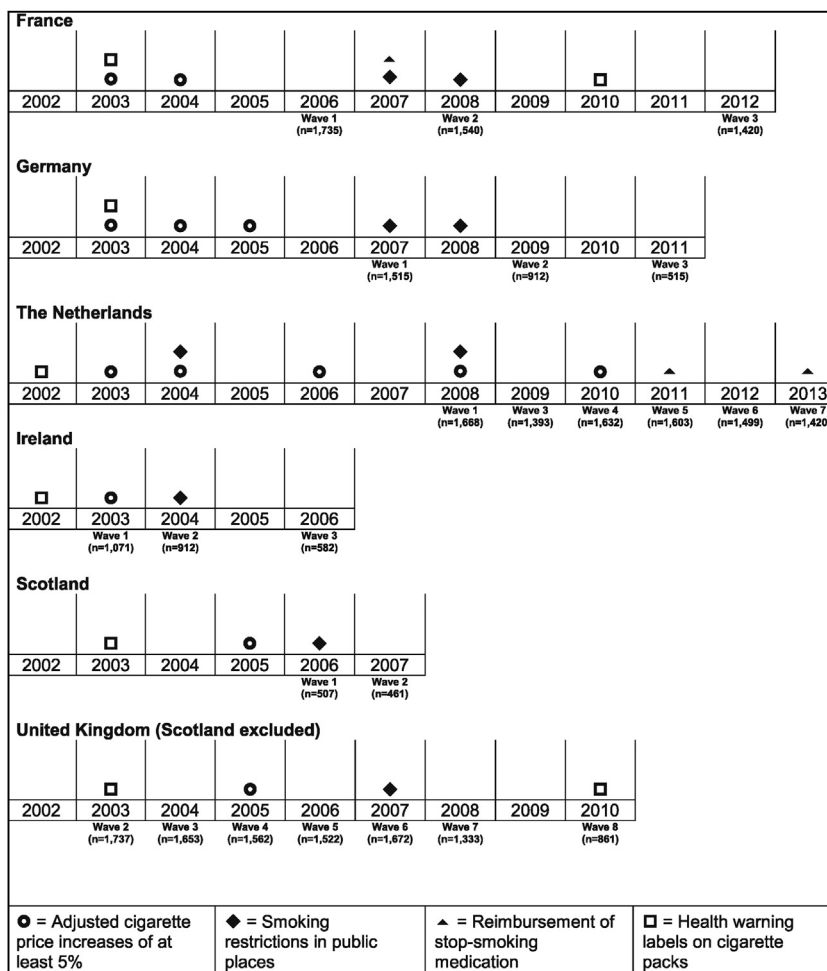 France
2002 2003 2004 2005 2006 2007 2008 2009 2010 2011 2012
Wave 1 Wave 2 Wave 3
(n=1,735) (n=1,540) (n=1,420)
Germany
2002 2003 2004 2005 2006 2007 2008 2009 2010 2011
Wave 1 Wave 2 Wave 3
(n=1,515) (n=912) (n=515)
The Netherlands
2002 2003 2004 2005 2006 2007 2008 2009 2010 2011 2012 2013
Wave 1 Wave 3 Wave 4 Wave 5 Wave 6 Wave 7
(n=1,668) (n=1,393) (n=1,632) (n=1,603) (n=1,499) (n=1,420
Ireland
2002 2003 2004 2005 2006
Wave 1 Wave 2 Wave 3
(n=1,071) (n=912) (n=582)
Scotland
2002 2003 2004 2005 2006 2007
Wave 1 Wave 2
(n=507) (n=461)
United Kingdom (Scotland excluded)
2002 2003 2004 2005 2006 2007 2008 2009 2010
Wave 2 Wave 3 Wave 4 Wave 5 Wave 6 Wave 7 Wave 8
(n=1,737) (n=1,653) (n=1,562) (n=1,522) (n=1,672) (n=1,333) (n=861)
= Adjusted cigarette
price increases of at
least 5%
= Smoking
restrictions in public
places
= Reimbursement of
stop-smoking
medication
= Health warning
labels on cigarette
packs